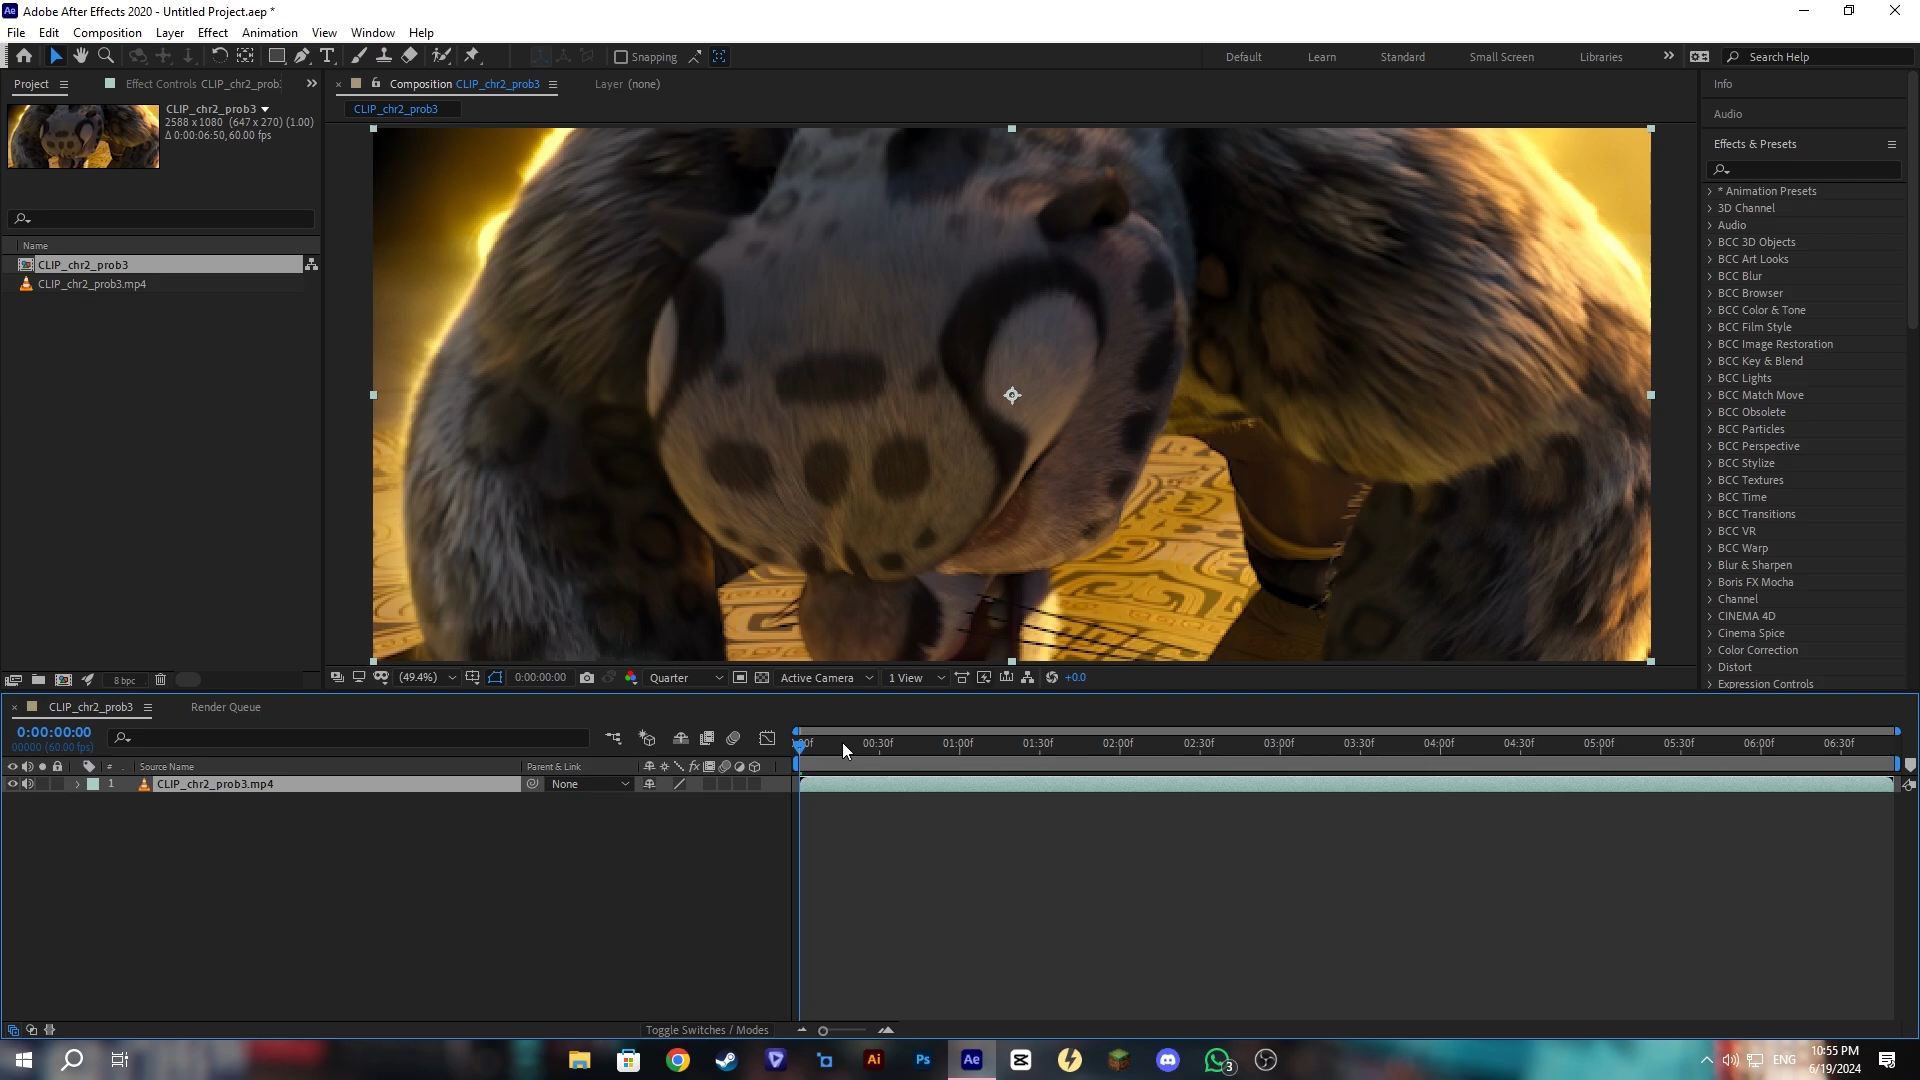 Adobe After Effects 2020 - Untitled Project.aep *
File Edit Composition Layer Effect Animation View Window Help
Snapping
Default Learn Standard Small Screen Libraries
Search Help
Project
Effect Controls CLIP_chr2_prob
Composition CLIP_chr2_prob3
Layer (none)
CLIP_chr2_prob3
CLIP_chr2_prob3
2588 x 1080 (647 x 270) (1.00)
Δ 0:00:06:50, 60.00 fps
Name
CLIP_chr2_prob3
CLIP_chr2_prob3.mp4
8 bpc
(49.4%)
0:00:00:00
Quarter
Active Camera
1 View
+0.0
Info
Audio
Effects & Presets
* Animation Presets
3D Channel
Audio
BCC 3D Objects
BCC Art Looks
BCC Blur
BCC Browser
BCC Color & Tone
BCC Film Style
BCC Image Restoration
BCC Key & Blend
BCC Lights
BCC Match Move
BCC Obsolete
BCC Particles
BCC Perspective
BCC Stylize
BCC Textures
BCC Time
BCC Transitions
BCC VR
BCC Warp
Blur & Sharpen
Boris FX Mocha
Channel
CINEMA 4D
Cinema Spice
Color Correction
Distort
Expression Controls
CLIP_chr2_prob3
Render Queue
0:00:00:00
00000 (60.00 fps)
00:30f 01:00f 01:30f 02:00f 02:30f 03:00f 03:30f 04:00f 04:30f 05:00f 05:30f 06:00f 06:30f
# Source Name
Parent & Link
fx
1 CLIP_chr2_prob3.mp4
None
Toggle Switches / Modes
Ai Ps Ae
3
ENG
10:55 PM
6/19/2024